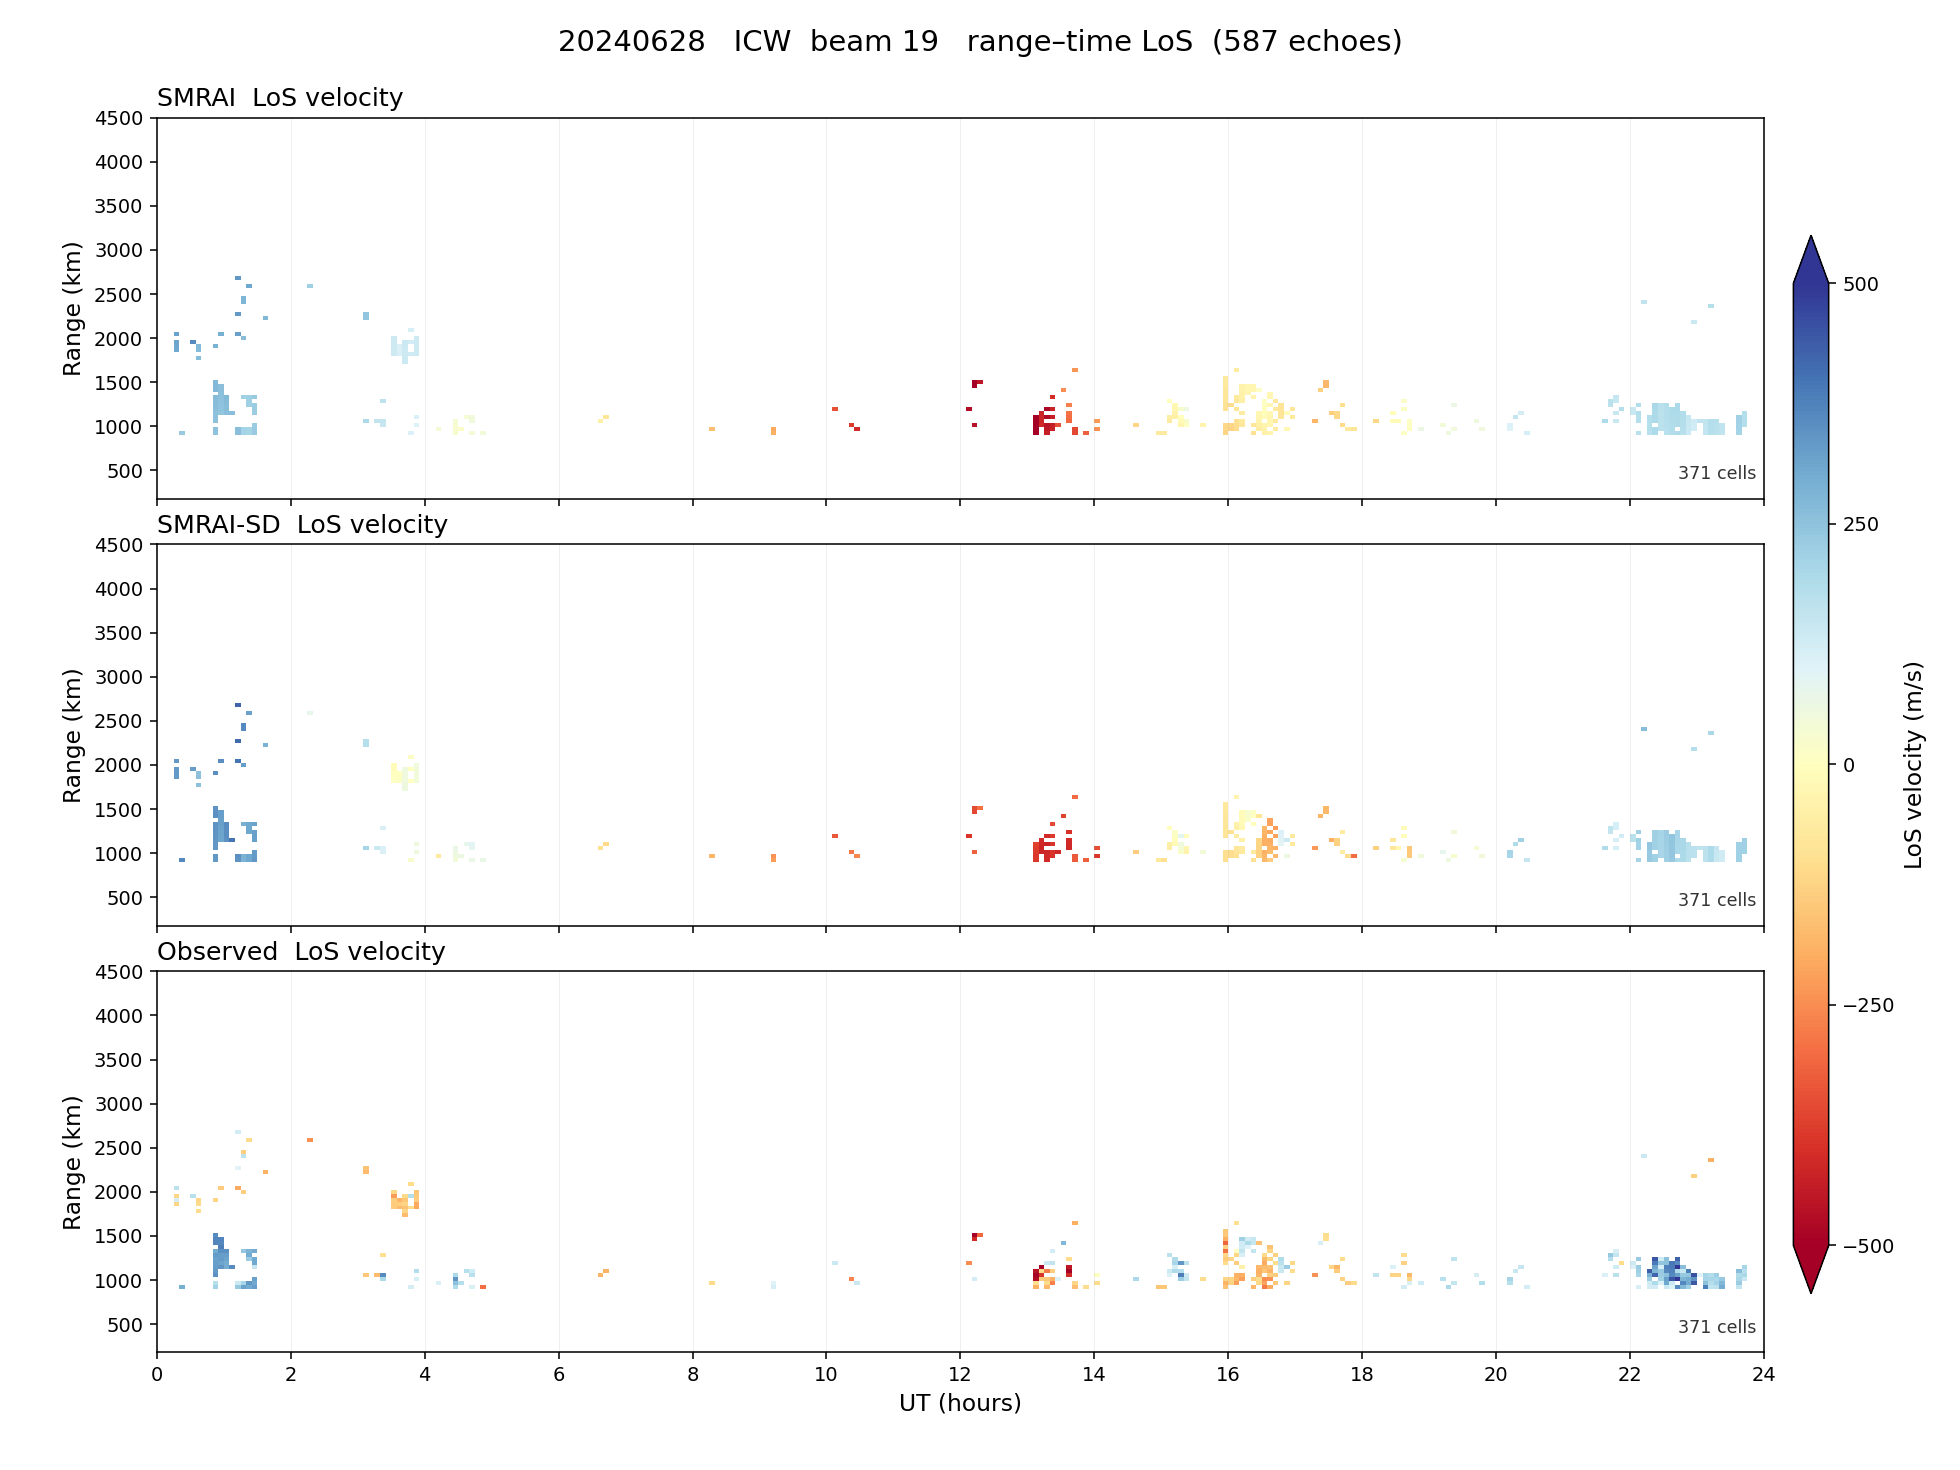 20240628 ICW beam 19 range–time LoS (587 echoes)
SMRAI LoS velocity
4500
4000
3500
3000
2500
2000
1500
1000
500
Range (km)
371 cells
SMRAI-SD LoS velocity
4500
4000
3500
3000
2500
2000
1500
1000
500
Range (km)
371 cells
Observed LoS velocity
4500
4000
3500
3000
2500
2000
1500
1000
500
Range (km)
371 cells
0 2 4 6 8 10 12 14 16 18 20 22 24
UT (hours)
500
250
0
−250
−500
LoS velocity (m/s)